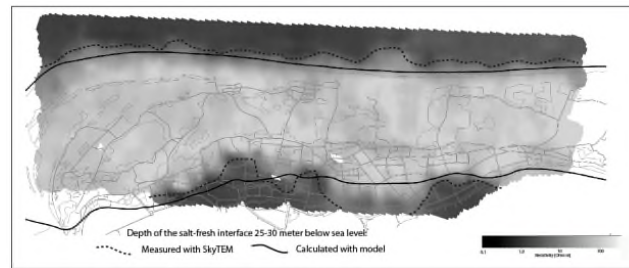 Depth of the salt-fresh interface 25-30 meter below sea level:
Measured with SkyTEM
Calculated with model